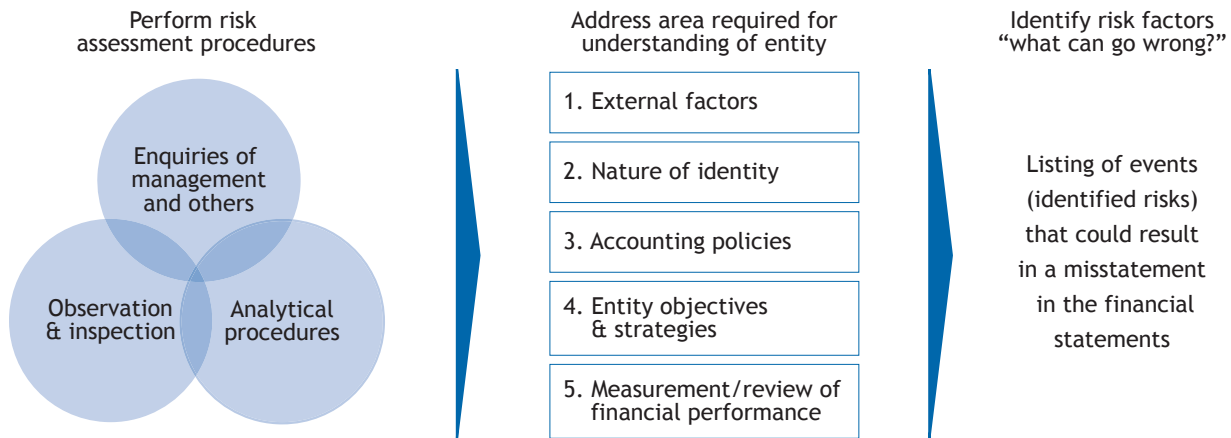 Perform risk
assessment procedures
Enquiries of
management
and others
Observation
& inspection
Analytical
procedures
Address area required for
understanding of entity
1. External factors
2. Nature of identity
3. Accounting policies
4. Entity objectives
& strategies
5. Measurement/review of
financial performance
Identify risk factors
“what can go wrong?”
Listing of events
(identified risks)
that could result
in a misstatement
in the financial
statements